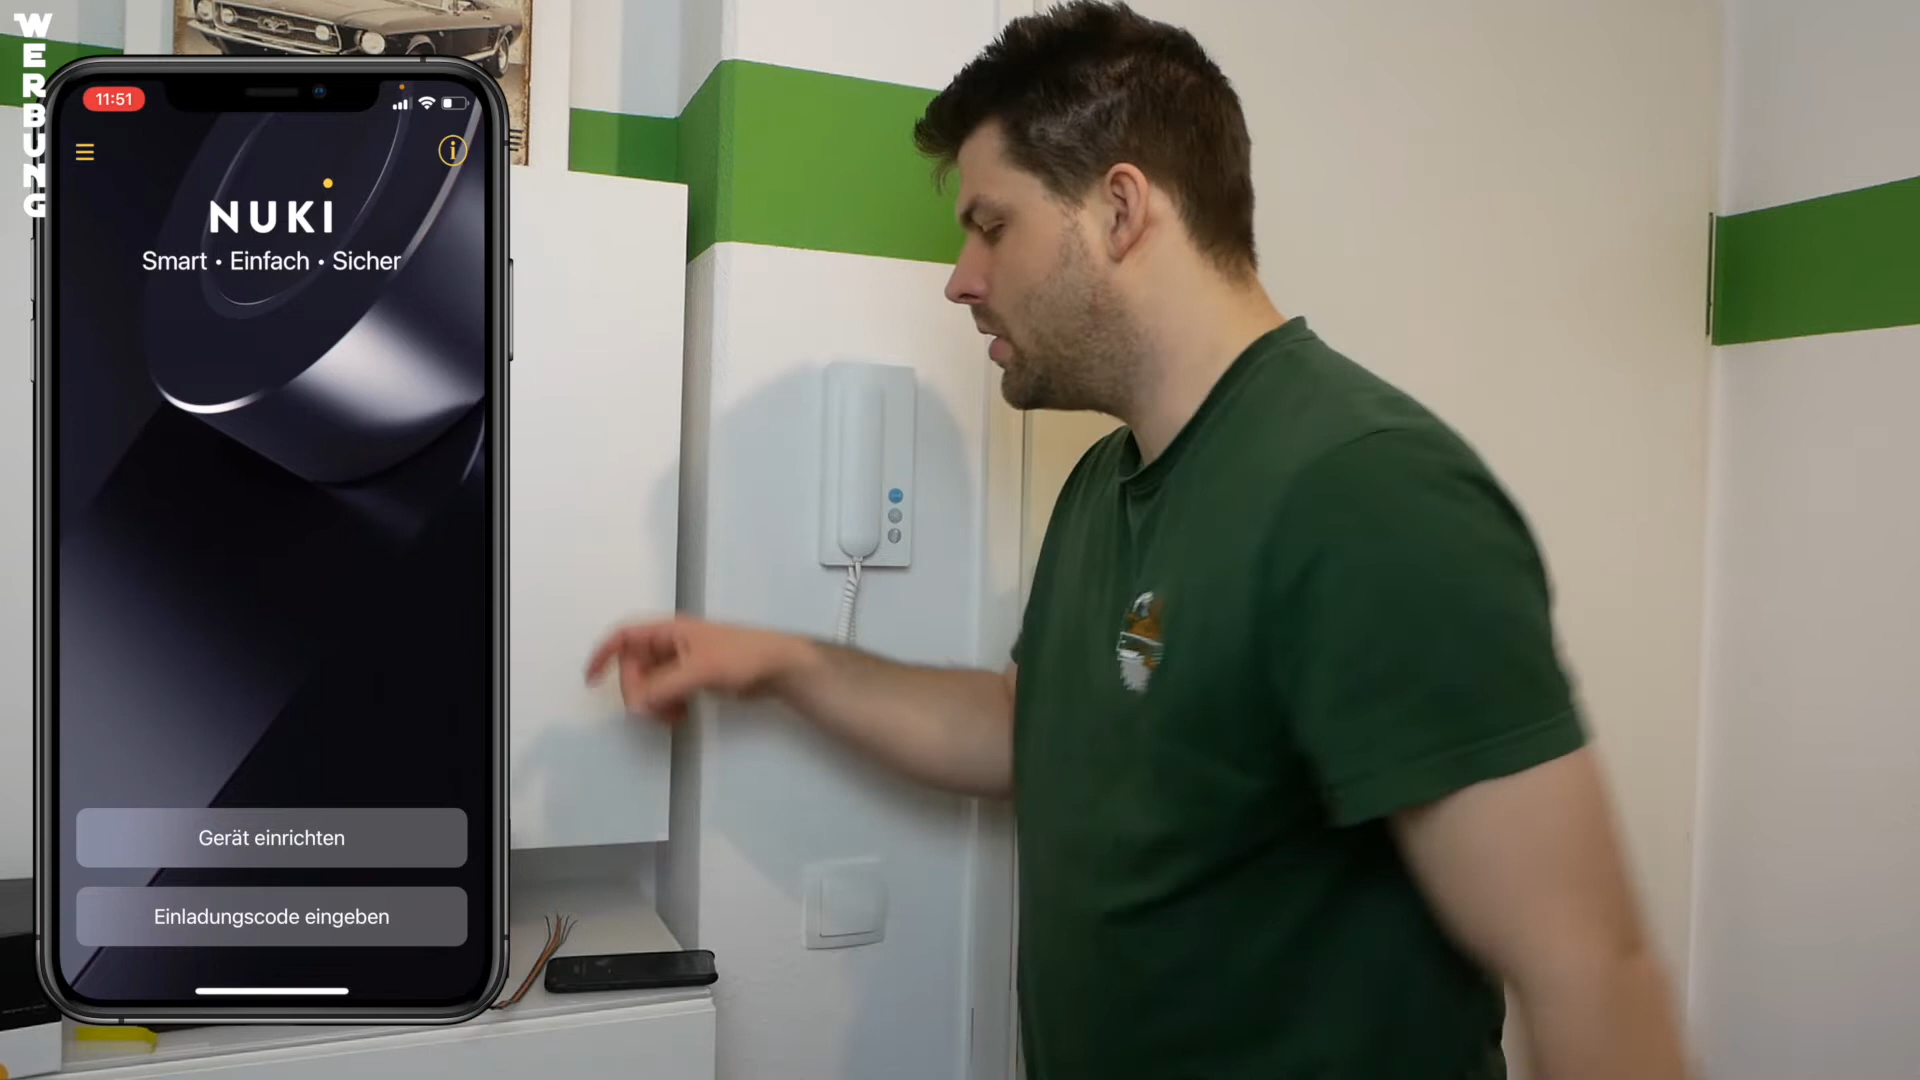 WERBUNG
11:51
NUKI
Smart • Einfach • Sicher
Gerät einrichten
Einladungscode eingeben